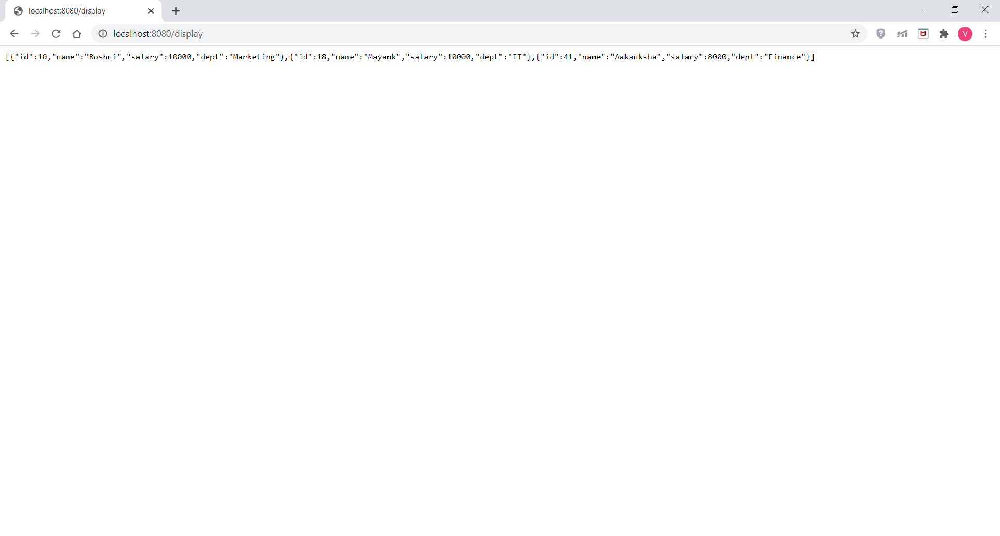 localhost:8080/display
localhost:8080/display
V
[{"id":10,"name":"Roshni","salary":10000,"dept":"Marketing"},{"id":18,"name":"Mayank","salary":10000,"dept":"IT"},{"id":41,"name":"Aakanksha","salary":8000,"dept":"Finance"}]